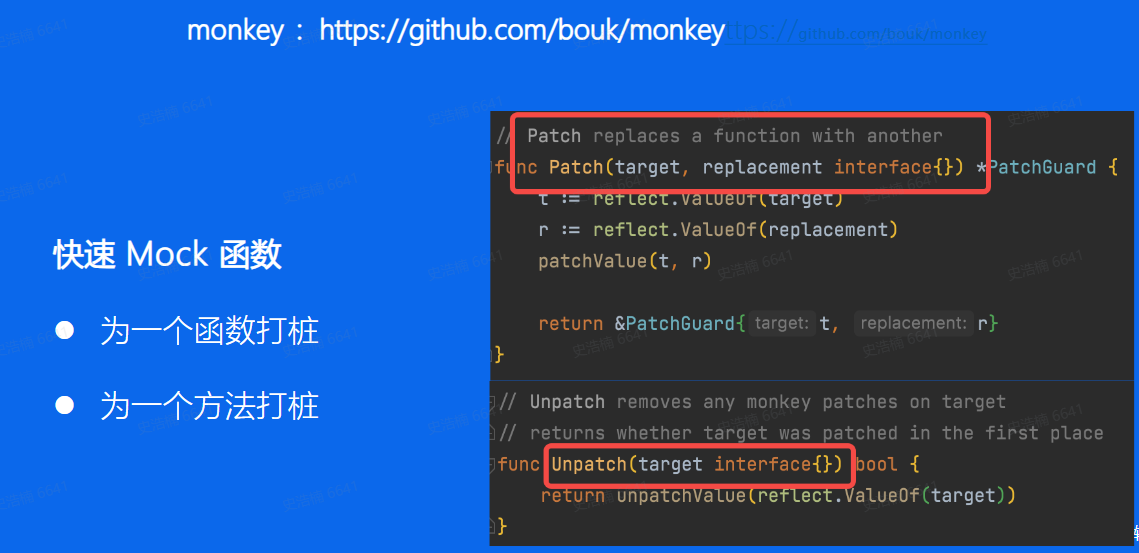 monkey : https://github.com/bouk/monkeyttps://github.com/bouk/monkey
快速 Mock 函数
● 为一个函数打桩
● 为一个方法打桩
// Patch replaces a function with another
func Patch(target, replacement interface{}) *PatchGuard {
t := reflect.ValueOf(target)
r := reflect.ValueOf(replacement)
patchValue(t, r)
return &PatchGuard{ target: t, replacement: r}
}
// Unpatch removes any monkey patches on target
// returns whether target was patched in the first place
func Unpatch(target interface{}) bool {
return unpatchValue(reflect.ValueOf(target))
}
史浩楠 6641